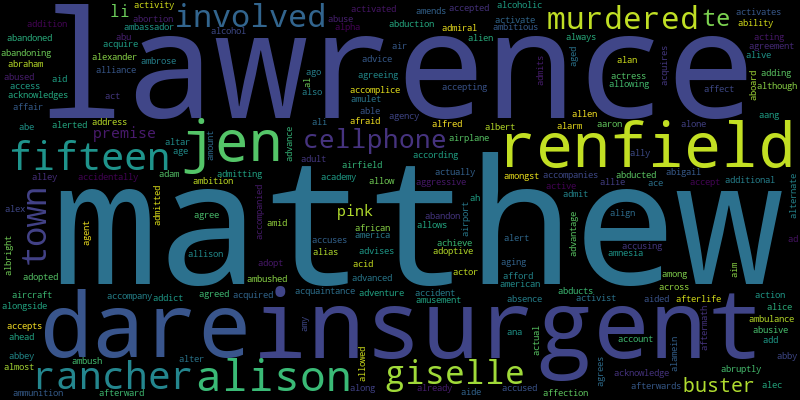 addition activity li involved amends accepted alcoholic murdered te activates
abandoned ambassador abortion activated abuse activate always ability
abandoning acquire alcohol abu alpha abduction admiral ambitious aged acting
abraham alexander ambrose lawrence air alien admits alan agreement
abused aid alliance ago advice accomplice acquires actress alive adding
access acknowledges al agreeing amulet accepting allowing affect aboard although
affair act also able agency
abe alerted address premise ali afraid alfred albert allen alarm aaron alone aang
fifteen altar jen amount advance cellphone airplane renfield
alley accidentally age admitting adult airfield according amongst accompanies ally abducted abigail
adam ambition academy allow actually aggressive active allie ace accept additional alternate
alex town admitted agree accompanied amid pink african abandon ah admit align
agent allison america alias allows achieve airport alert advantage accusing amnesia ad
albright matthew accuses advises adoptive aging among aim
adopted adopt ambushed acid advanced actor afford american across
aircraft accompany addict agreed acquired acquaintance adventure accident absence abducts activist aided afterlife action
alongside amusement ambulance alice
accepts dare amy insurgent ana actual account alamein aftermath abusive add
ahead abbey ambush alter allowed agrees abruptly abby
almost rancher alison giselle acknowledge buster alec
ammunition afterward along already aide accused affection afterwards